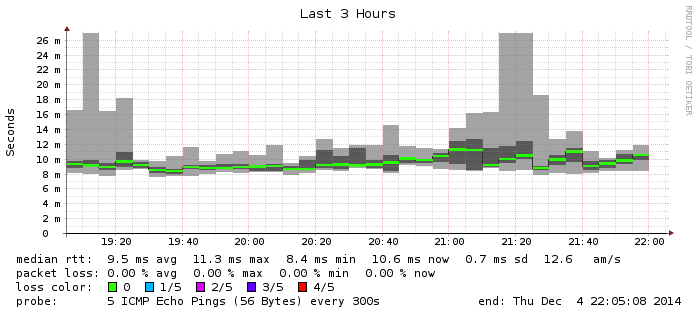 Last 3 Hours
RRDTOOL / TOBI OETIKER
Seconds
26 m
24 m
22 m
20 m
18 m
16 m
14 m
12 m
10 m
8 m
6 m
4 m
2 m
0
19:20 19:40 20:00 20:20 20:40 21:00 21:20 21:40 22:00
median rtt: 9.5 ms avg 11.3 ms max 8.4 ms min 10.6 ms now 0.7 ms sd 12.6 am/s
packet loss: 0.00 % avg 0.00 % max 0.00 % min 0.00 % now
loss color: 0 1/5 2/5 3/5 4/5
probe: 5 ICMP Echo Pings (56 Bytes) every 300s end: Thu Dec 4 22:05:08 2014